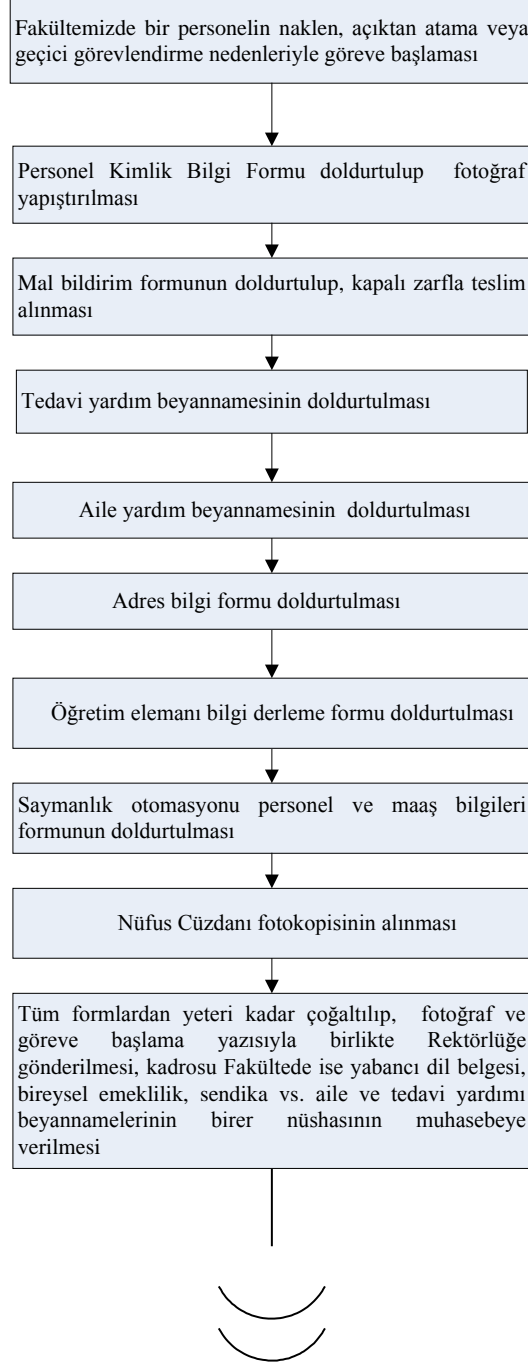 Fakültemizde bir personelin naklen, açıktan atama veya
geçici görevlendirme nedenleriyle göreve başlaması
Personel Kimlik Bilgi Formu doldurtulup fotoğraf
yapıştırılması
Mal bildirim formunun doldurtulup, kapalı zarfla teslim
alınması
Tedavi yardım beyannamesinin doldurtulması
Aile yardım beyannamesinin doldurtulması
Adres bilgi formu doldurtulması
Öğretim elemanı bilgi derleme formu doldurtulması
Saymanlık otomasyonu personel ve maaş bilgileri
formunun doldurtulması
Nüfus Cüzdanı fotokopisinin alınması
Tüm formlardan yeteri kadar çoğaltılıp, fotoğraf ve
göreve başlama yazısıyla birlikte Rektörlüğe
gönderilmesi, kadrosu Fakültede ise yabancı dil belgesi,
bireysel emeklilik, sendika vs. aile ve tedavi yardımı
beyannamelerinin birer nüshasının muhasebeye
verilmesi